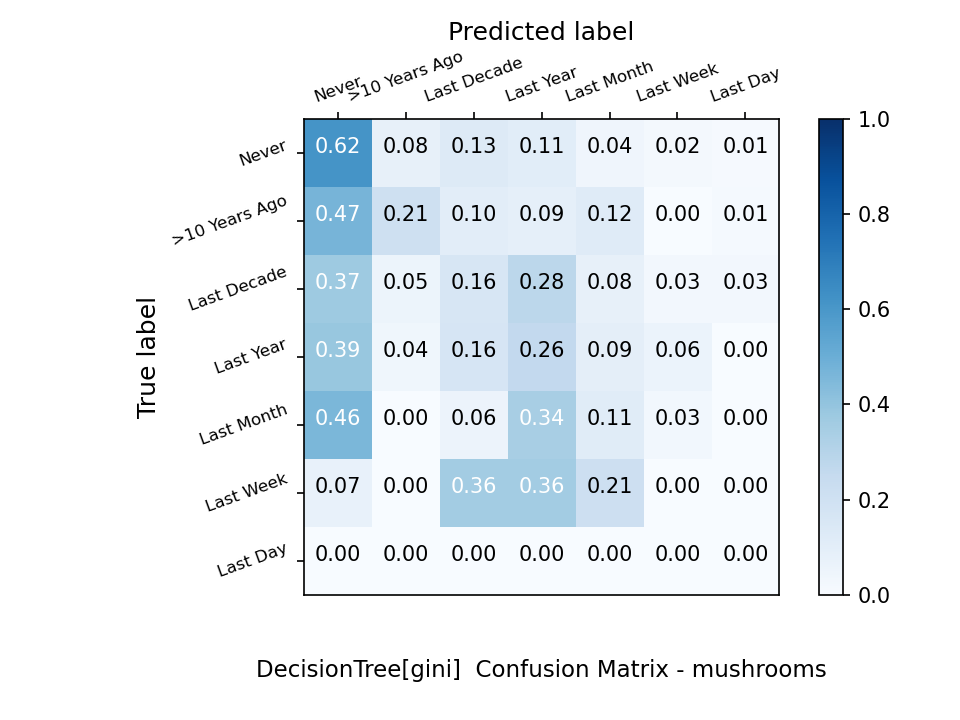 Predicted label
Never >10 Years Ago Last Decade Last Year Last Month Last Week Last Day
True label
Never 0.62 0.08 0.13 0.11 0.04 0.02 0.01
>10 Years Ago 0.47 0.21 0.10 0.09 0.12 0.00 0.01
Last Decade 0.37 0.05 0.16 0.28 0.08 0.03 0.03
Last Year 0.39 0.04 0.16 0.26 0.09 0.06 0.00
Last Month 0.46 0.00 0.06 0.34 0.11 0.03 0.00
Last Week 0.07 0.00 0.36 0.36 0.21 0.00 0.00
Last Day 0.00 0.00 0.00 0.00 0.00 0.00 0.00
1.0
0.8
0.6
0.4
0.2
0.0
DecisionTree[gini]  Confusion Matrix - mushrooms